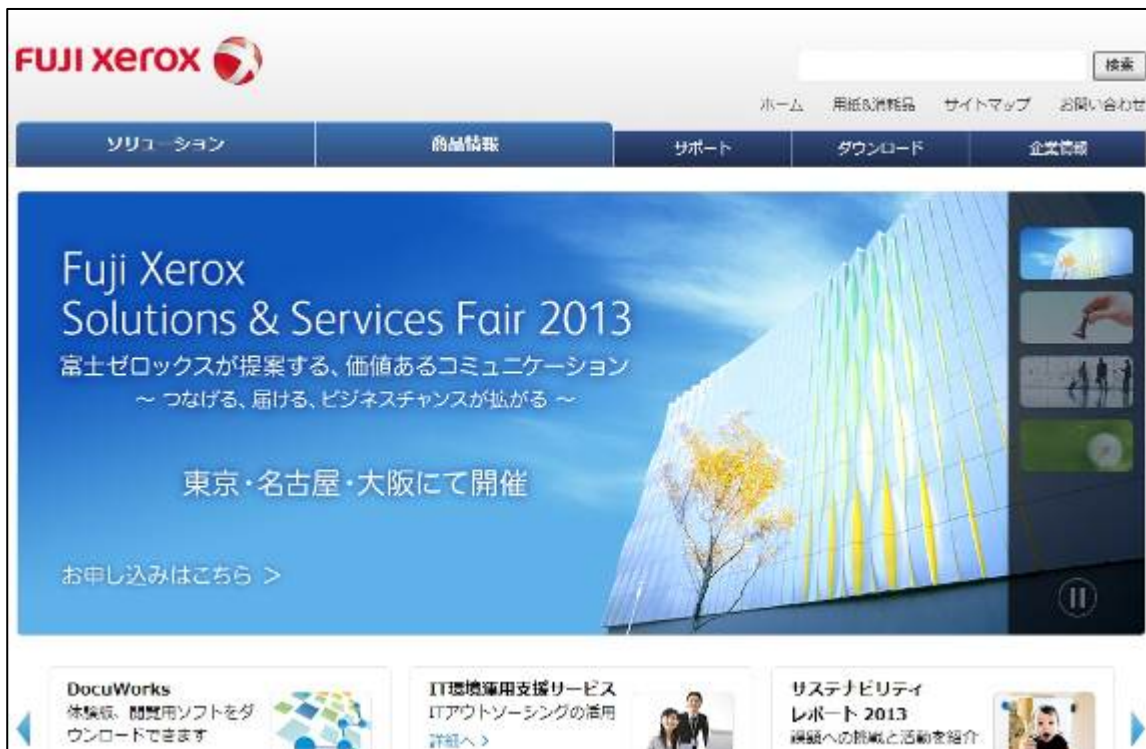 FUJI xerox
検索
ホーム 用紙&消耗品 サイトマップ お問い合わせ
ソリューション 商品情報 サポート ダウンロード 企業情報
Fuji Xerox
Solutions & Services Fair 2013
富士ゼロックスが提案する、価値あるコミュニケーション
～ つなげる、届ける、ビジネスチャンスが拡がる ～
東京・名古屋・大阪にて開催
お申し込みはこちら ＞
DocuWorks
体験版、閲覧用ソフトをダ
ウンロードできます
IT環境運用支援サービス
ITアウトソーシングの活用
詳細へ ＞
サステナビリティ
レポート 2013
課題への挑戦と活動を紹介